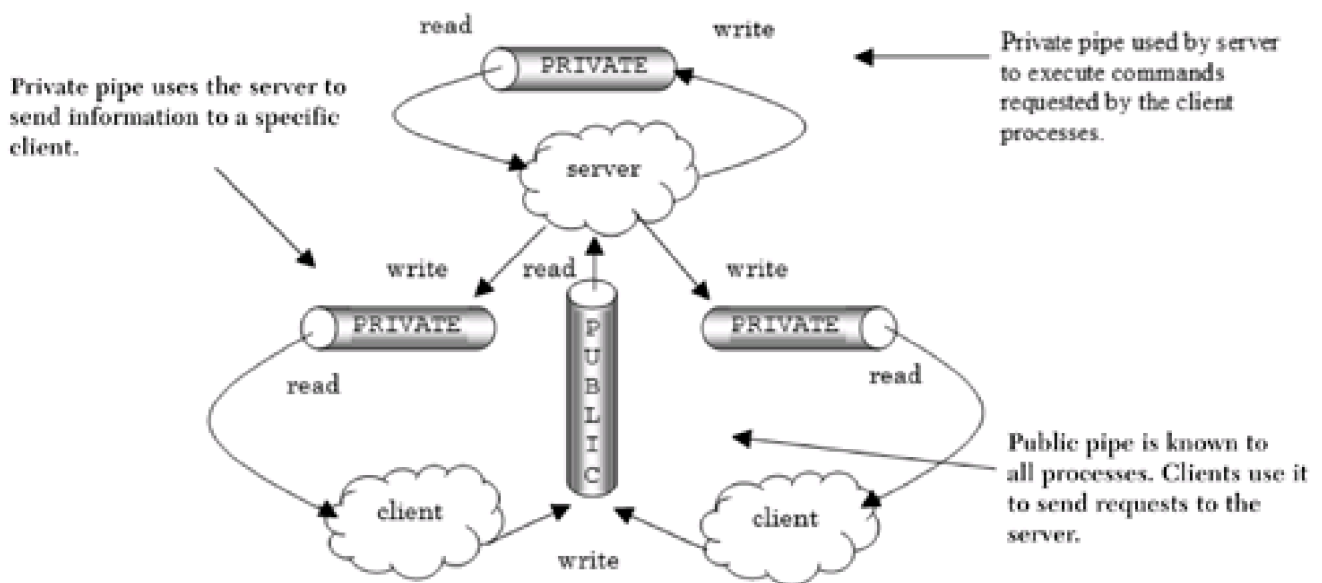 read
write
PRIVATE
Private pipe used by server
to execute commands
requested by the client
processes.
Private pipe uses the server to
send information to a specific
client.
server
write
read
write
PRIVATE
PUBLIC
PRIVATE
read
read
Public pipe is known to
all processes. Clients use it
to send requests to the
server.
client
client
write